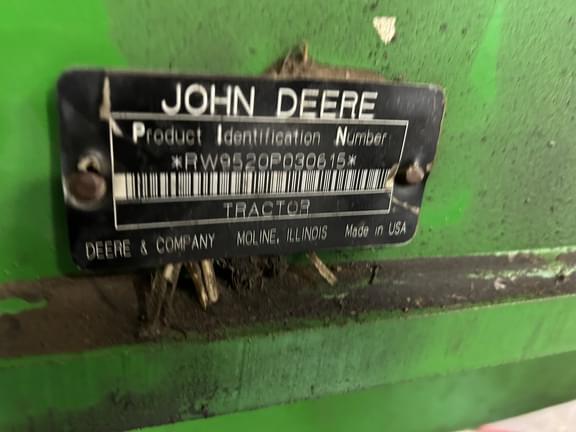 JOHN DEERE
Product Identification Number
*RW9520P030615*
TRACTOR
DEERE & COMPANY MOLINE, ILLINOIS Made in USA